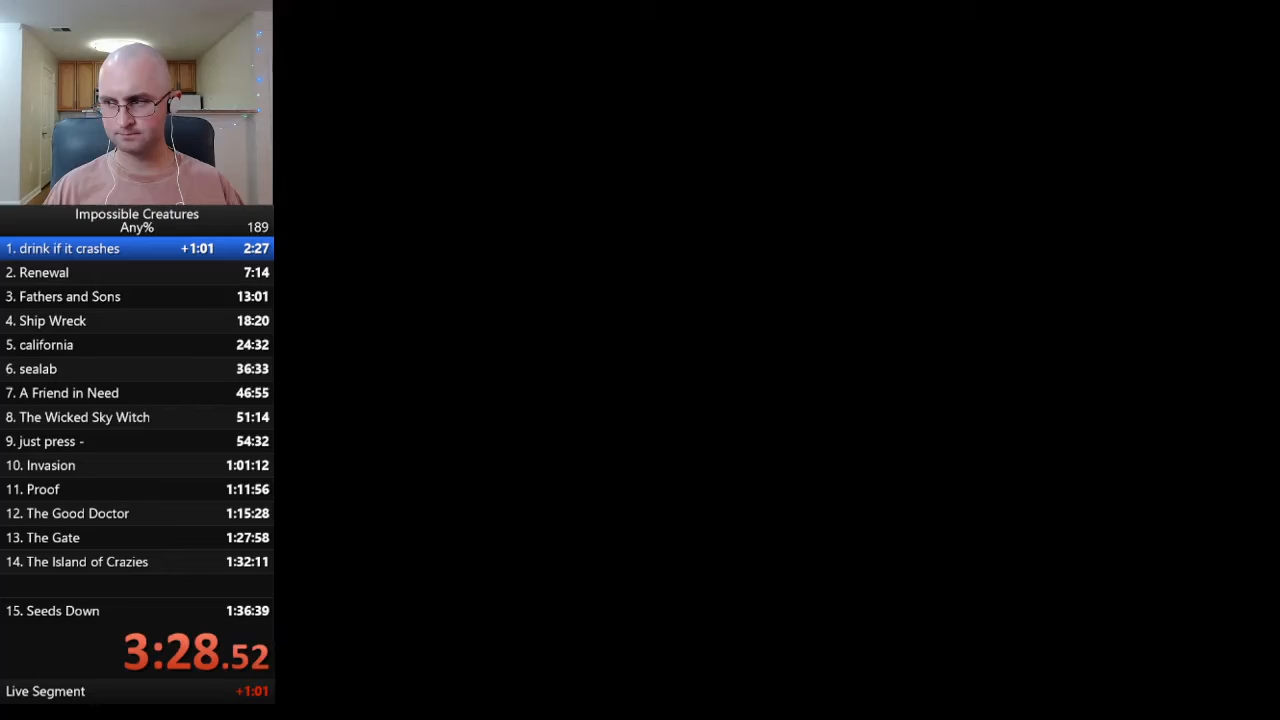 Impossible Creatures
Any% 189
1. drink if it crashes +1:01 2:27
2. Renewal 7:14
3. Fathers and Sons 13:01
4. Ship Wreck 18:20
5. california 24:32
6. sealab 36:33
7. A Friend in Need 46:55
8. The Wicked Sky Witch 51:14
9. just press - 54:32
10. Invasion 1:01:12
11. Proof 1:11:56
12. The Good Doctor 1:15:28
13. The Gate 1:27:58
14. The Island of Crazies 1:32:11
15. Seeds Down 1:36:39
3:28.52
Live Segment +1:01